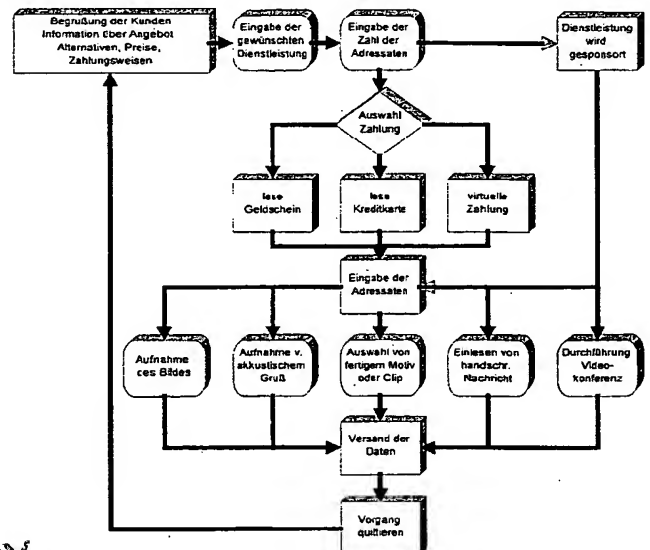 Begrüßung der Kunden
Information über Angebot
Alternativen, Preise,
Zahlungsweisen
Eingabe der
gewünschten
Dienstleistung
Eingabe der
Zahl der
Adressaten
Dienstleistung
wird
gesponsort
Auswahl
Zahlung
lese
Geldschein
lese
Kreditkarte
virtuelle
Zahlung
Eingabe der
Adressaten
Aufnahme
des Bildes
Aufnahme v.
akkustischem
Gruß
Auswahl von
fertigem Motiv
oder Clip
Einlesen von
handschr.
Nachricht
Durchführung
Video-
konferenz
Versand der
Daten
Vorgang
quittieren